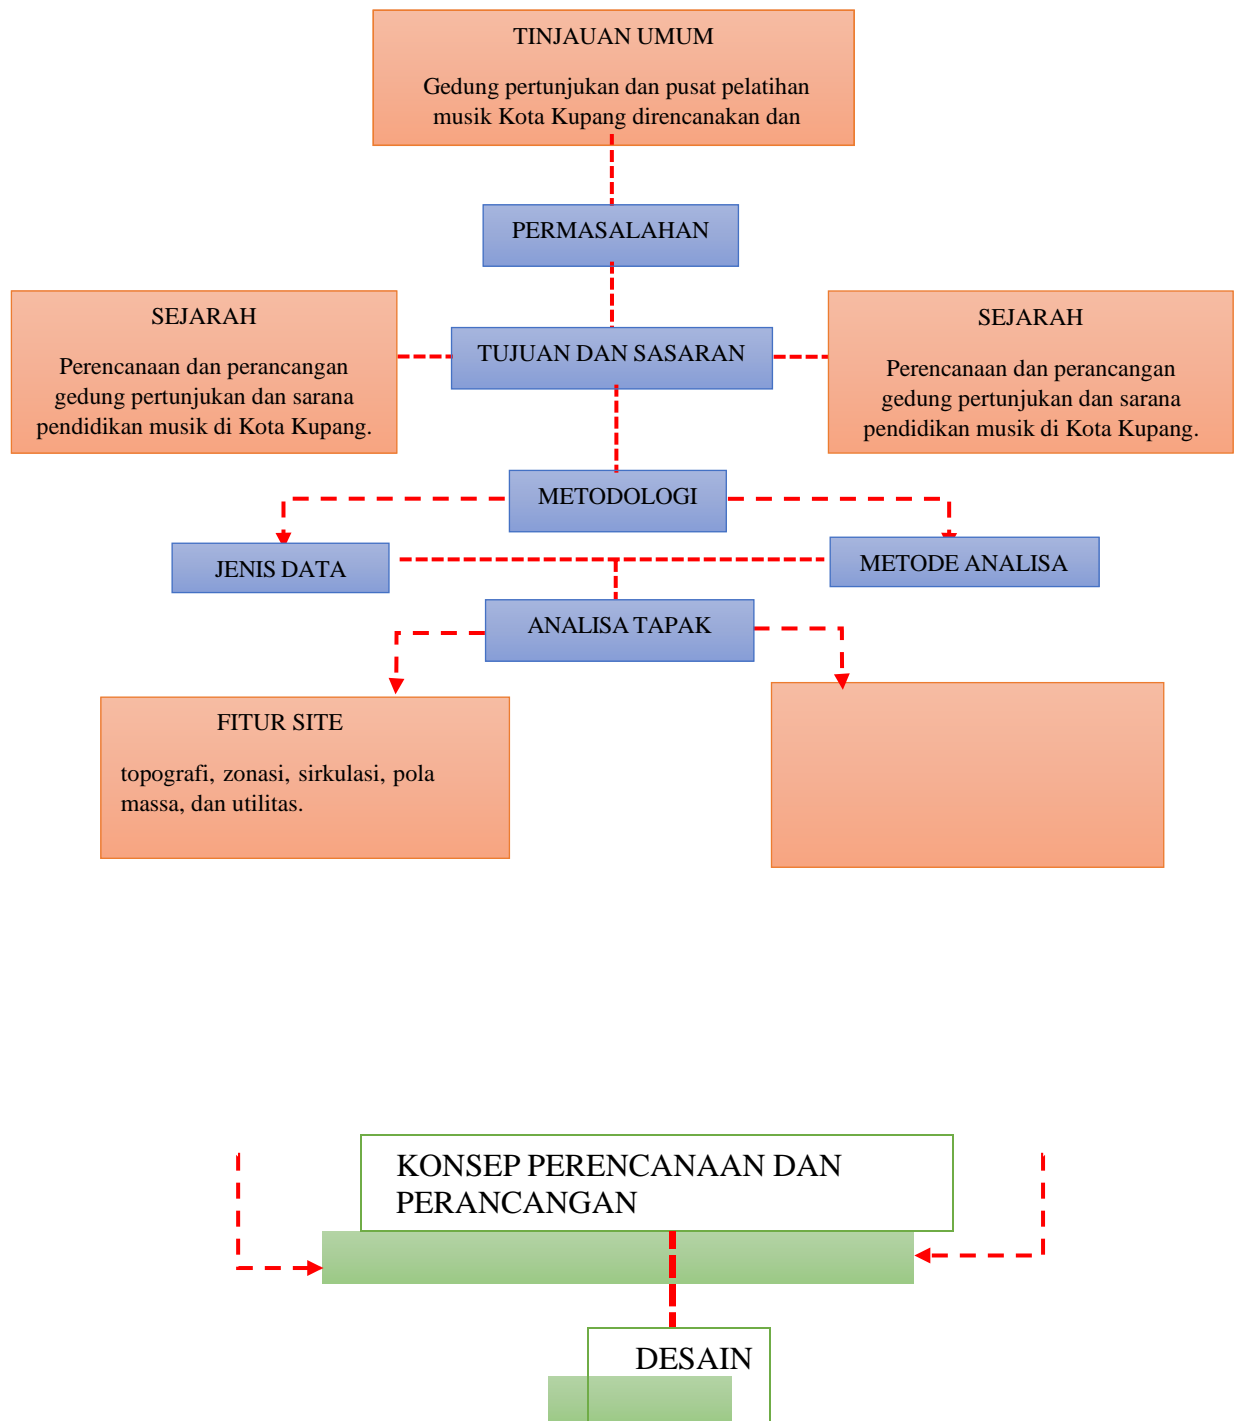 TINJAUAN UMUM
Gedung pertunjukan dan pusat pelatihan
musik Kota Kupang direncanakan dan
PERMASALAHAN
SEJARAH
Perencanaan dan perancangan
gedung pertunjukan dan sarana
pendidikan musik di Kota Kupang.
TUJUAN DAN SASARAN
SEJARAH
Perencanaan dan perancangan
gedung pertunjukan dan sarana
pendidikan musik di Kota Kupang.
METODOLOGI
JENIS DATA
METODE ANALISA
ANALISA TAPAK
FITUR SITE
topografi, zonasi, sirkulasi, pola
massa, dan utilitas.
KONSEP PERENCANAAN DAN
PERANCANGAN
DESAIN